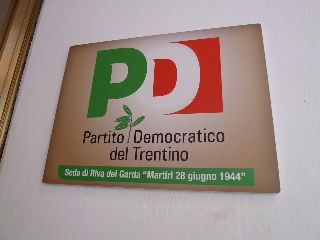 PD
Partito Democratico
del Trentino
Sede di Riva del Garda "Martiri 28 giugno 1944"